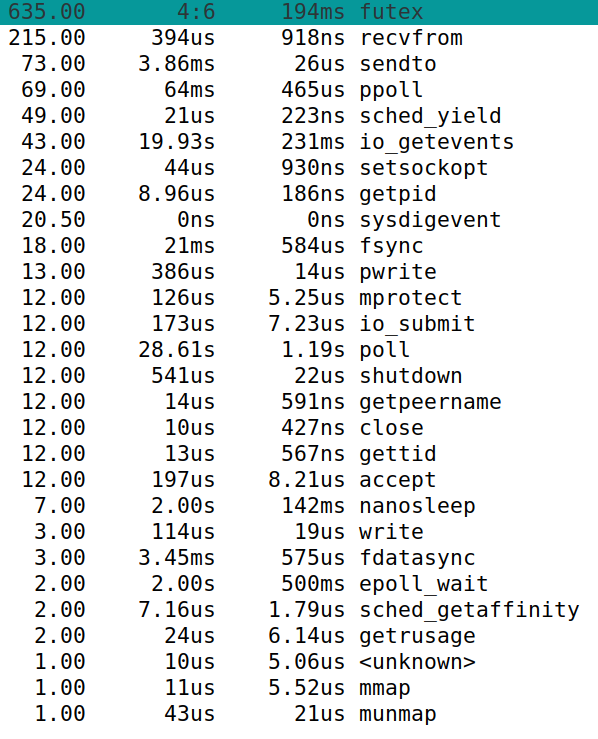 635.00 4:6 194ms futex
215.00 394us 918ns recvfrom
73.00 3.86ms 26us sendto
69.00 64ms 465us ppoll
49.00 21us 223ns sched_yield
43.00 19.93s 231ms io_getevents
24.00 44us 930ns setsockopt
24.00 8.96us 186ns getpid
20.50 0ns 0ns sysdigevent
18.00 21ms 584us fsync
13.00 386us 14us pwrite
12.00 126us 5.25us mprotect
12.00 173us 7.23us io_submit
12.00 28.61s 1.19s poll
12.00 541us 22us shutdown
12.00 14us 591ns getpeername
12.00 10us 427ns close
12.00 13us 567ns gettid
12.00 197us 8.21us accept
7.00 2.00s 142ms nanosleep
3.00 114us 19us write
3.00 3.45ms 575us fdatasync
2.00 2.00s 500ms epoll_wait
2.00 7.16us 1.79us sched_getaffinity
2.00 24us 6.14us getrusage
1.00 10us 5.06us <unknown>
1.00 11us 5.52us mmap
1.00 43us 21us munmap